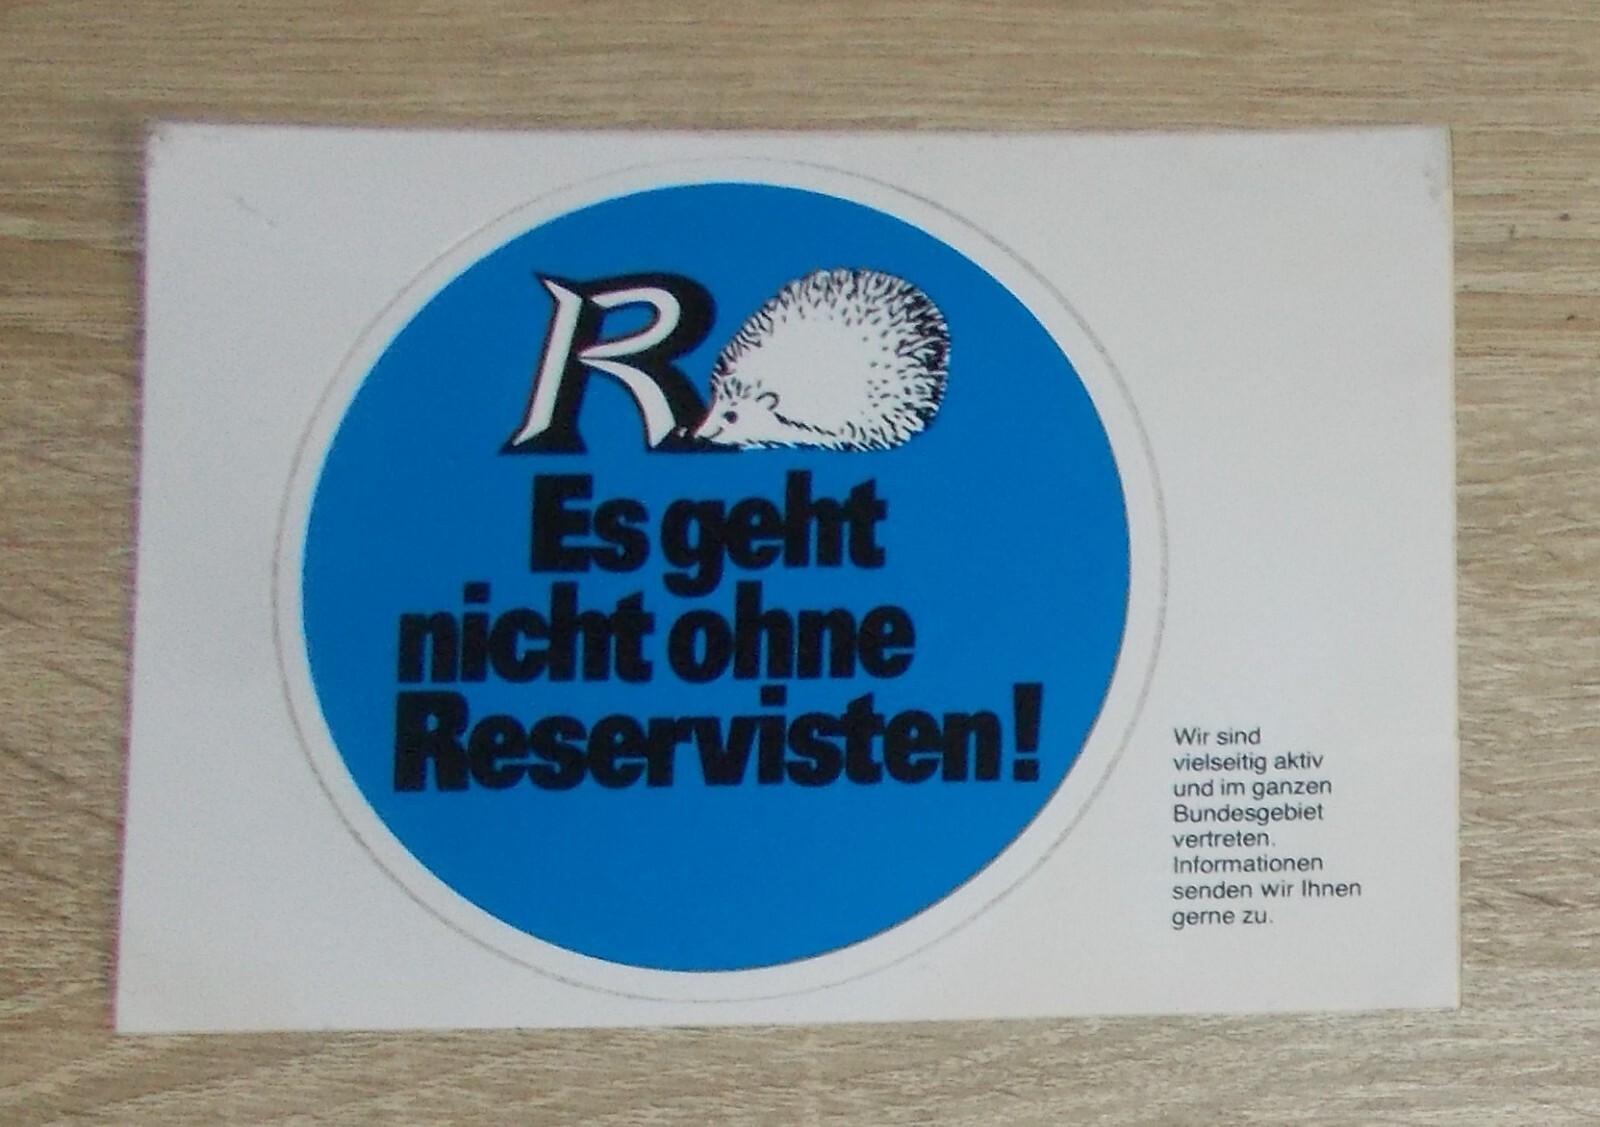 R
Es geht
nicht ohne
Reservisten!
Wir sind
vielseitig aktiv
und im ganzen
Bundesgebiet
vertreten.
Informationen
senden wir Ihnen
gerne zu.